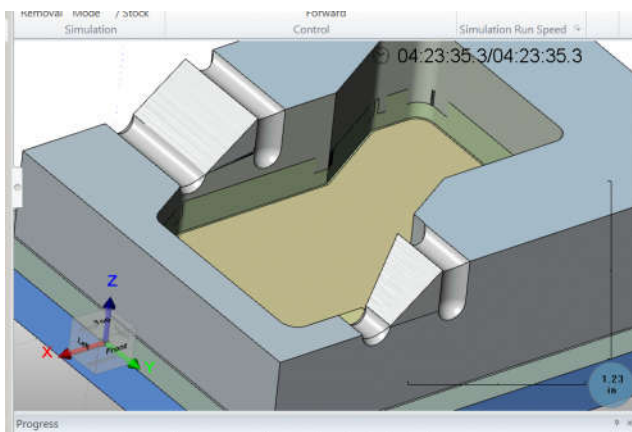 Removal Mode / Stock
Forward
Simulation
Control
Simulation Run Speed
04:23:35.3/04:23:35.3
Z
Front
X
Y
1.23
in
Progress